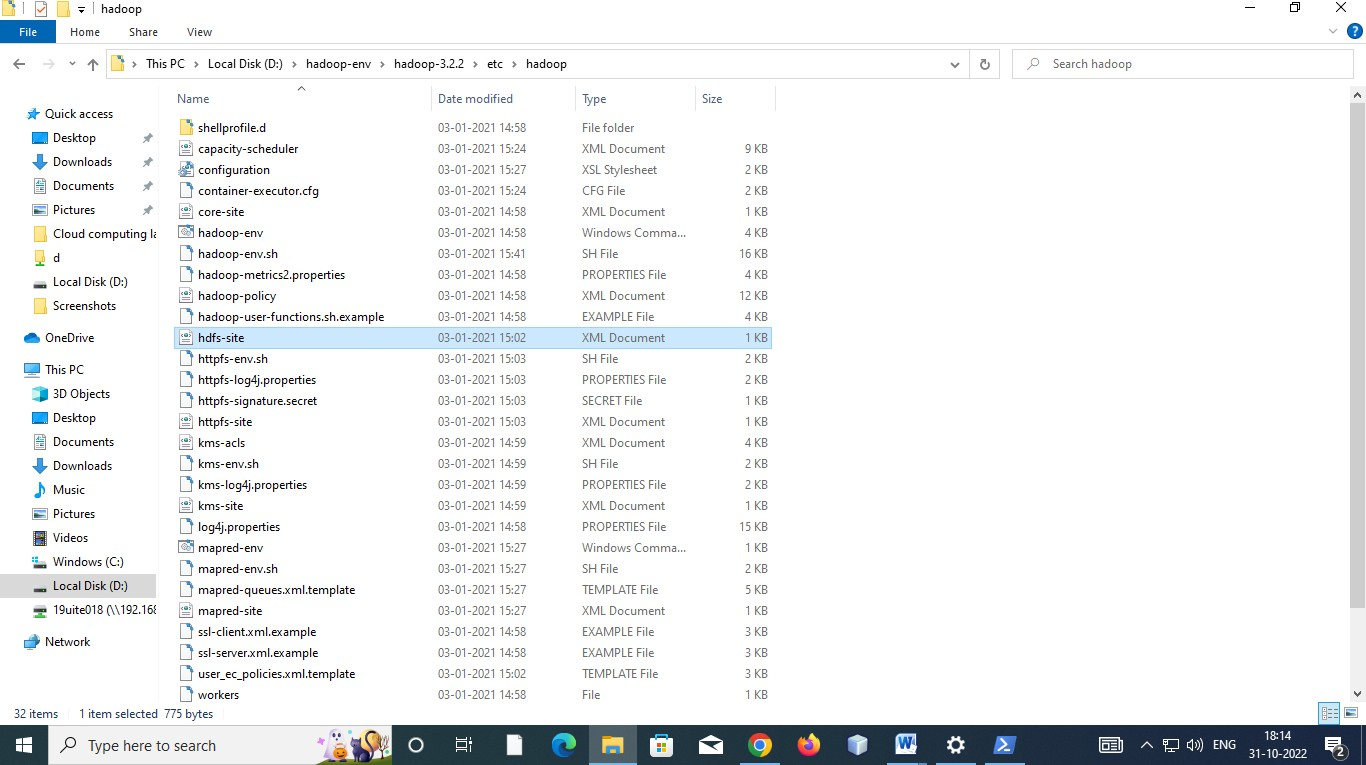 hadoop
File Home Share View
This PC Local Disk (D:) hadoop-env hadoop-3.2.2 etc hadoop Search hadoop
Name Date modified Type Size
Quick access
Desktop
Downloads
Documents
Pictures
Cloud computing la
d
Local Disk (D:)
Screenshots
OneDrive
This PC
3D Objects
Desktop
Documents
Downloads
Music
Pictures
Videos
Windows (C:)
Local Disk (D:)
19uite018 (\\192.168
Network
shellprofile.d 03-01-2021 14:58 File folder
capacity-scheduler 03-01-2021 15:24 XML Document 9 KB
configuration 03-01-2021 15:27 XSL Stylesheet 2 KB
container-executor.cfg 03-01-2021 15:24 CFG File 2 KB
core-site 03-01-2021 14:58 XML Document 1 KB
hadoop-env 03-01-2021 14:58 Windows Comma... 4 KB
hadoop-env.sh 03-01-2021 15:41 SH File 16 KB
hadoop-metrics2.properties 03-01-2021 14:58 PROPERTIES File 4 KB
hadoop-policy 03-01-2021 14:58 XML Document 12 KB
hadoop-user-functions.sh.example 03-01-2021 14:58 EXAMPLE File 4 KB
hdfs-site 03-01-2021 15:02 XML Document 1 KB
httpfs-env.sh 03-01-2021 15:03 SH File 2 KB
httpfs-log4j.properties 03-01-2021 15:03 PROPERTIES File 2 KB
httpfs-signature.secret 03-01-2021 15:03 SECRET File 1 KB
httpfs-site 03-01-2021 15:03 XML Document 1 KB
kms-acls 03-01-2021 14:59 XML Document 4 KB
kms-env.sh 03-01-2021 14:59 SH File 2 KB
kms-log4j.properties 03-01-2021 14:59 PROPERTIES File 2 KB
kms-site 03-01-2021 14:59 XML Document 1 KB
log4j.properties 03-01-2021 14:58 PROPERTIES File 15 KB
mapred-env 03-01-2021 15:27 Windows Comma... 1 KB
mapred-env.sh 03-01-2021 15:27 SH File 2 KB
mapred-queues.xml.template 03-01-2021 15:27 TEMPLATE File 5 KB
mapred-site 03-01-2021 15:27 XML Document 1 KB
ssl-client.xml.example 03-01-2021 14:58 EXAMPLE File 3 KB
ssl-server.xml.example 03-01-2021 14:58 EXAMPLE File 3 KB
user_ec_policies.xml.template 03-01-2021 15:02 TEMPLATE File 3 KB
workers 03-01-2021 14:58 File 1 KB
32 items 1 item selected 775 bytes
Type here to search ENG 18:14
31-10-2022 2